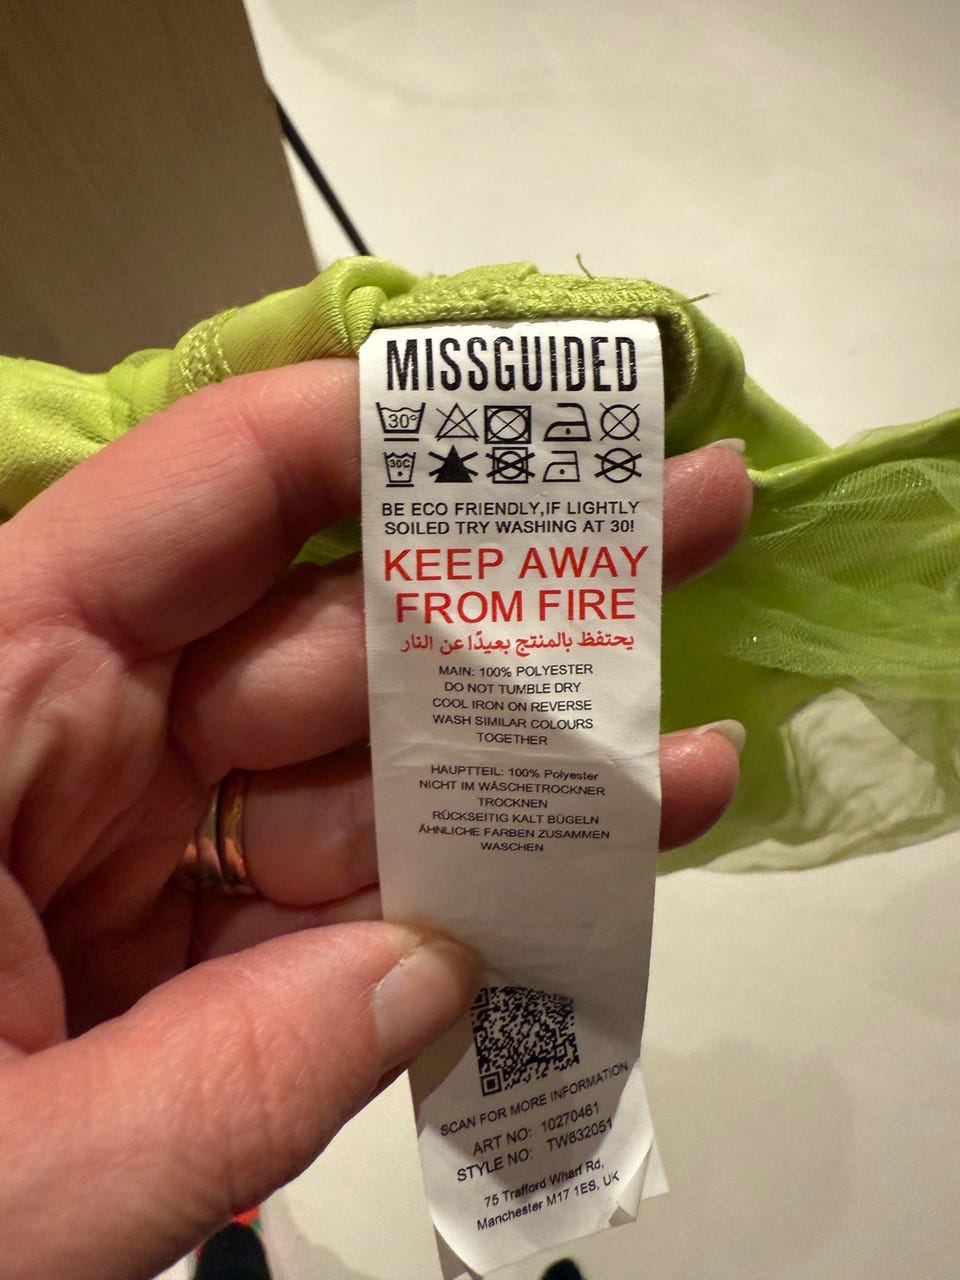 MISSGUIDED
30°
30C
BE ECO FRIENDLY,IF LIGHTLY
SOILED TRY WASHING AT 30!
KEEP AWAY
FROM FIRE
يحتفظ بالمنتج بعيدًا عن النار
MAIN: 100% POLYESTER
DO NOT TUMBLE DRY
COOL IRON ON REVERSE
WASH SIMILAR COLOURS
TOGETHER
HAUPTTEIL: 100% Polyester
NICHT IM WÄSCHETROCKNER
TROCKNEN
RÜCKSEITIG KALT BÜGELN
ÄHNLICHE FARBEN ZUSAMMEN
WASCHEN
SCAN FOR MORE INFORMATION
ART NO: 10270461
STYLE NO: TW632051
75 Trafford Wharf Rd,
Manchester M17 1ES, UK